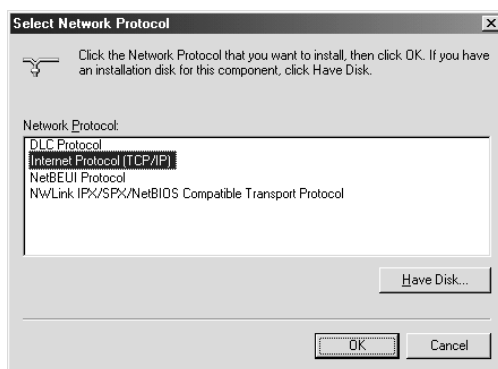 Select Network Protocol
Click the Network Protocol that you want to install, then click OK. If you have
an installation disk for this component, click Have Disk.
Network Protocol:
DLC Protocol
Internet Protocol (TCP/IP)
NetBEUI Protocol
NWLink IPX/SPX/NetBIOS Compatible Transport Protocol
Have Disk...
OK
Cancel